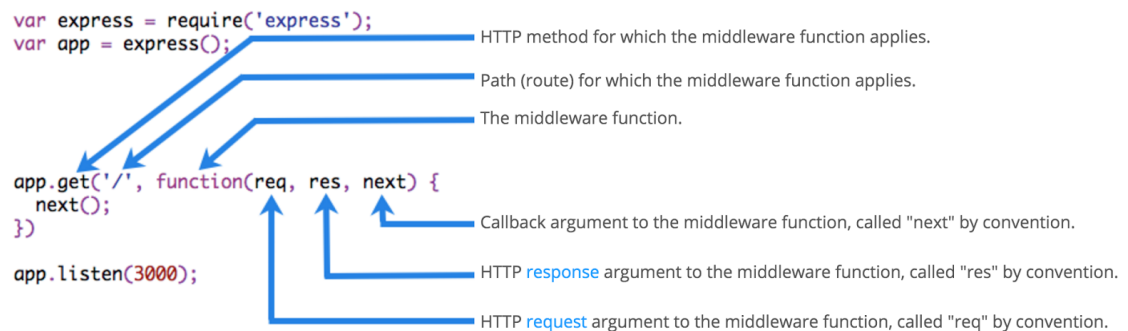 var express = require('express');
var app = express();
HTTP method for which the middleware function applies.
Path (route) for which the middleware function applies.
The middleware function.
app.get('/', function(req, res, next) {
  next();
})
app.listen(3000);
Callback argument to the middleware function, called "next" by convention.
HTTP response argument to the middleware function, called "res" by convention.
HTTP request argument to the middleware function, called "req" by convention.